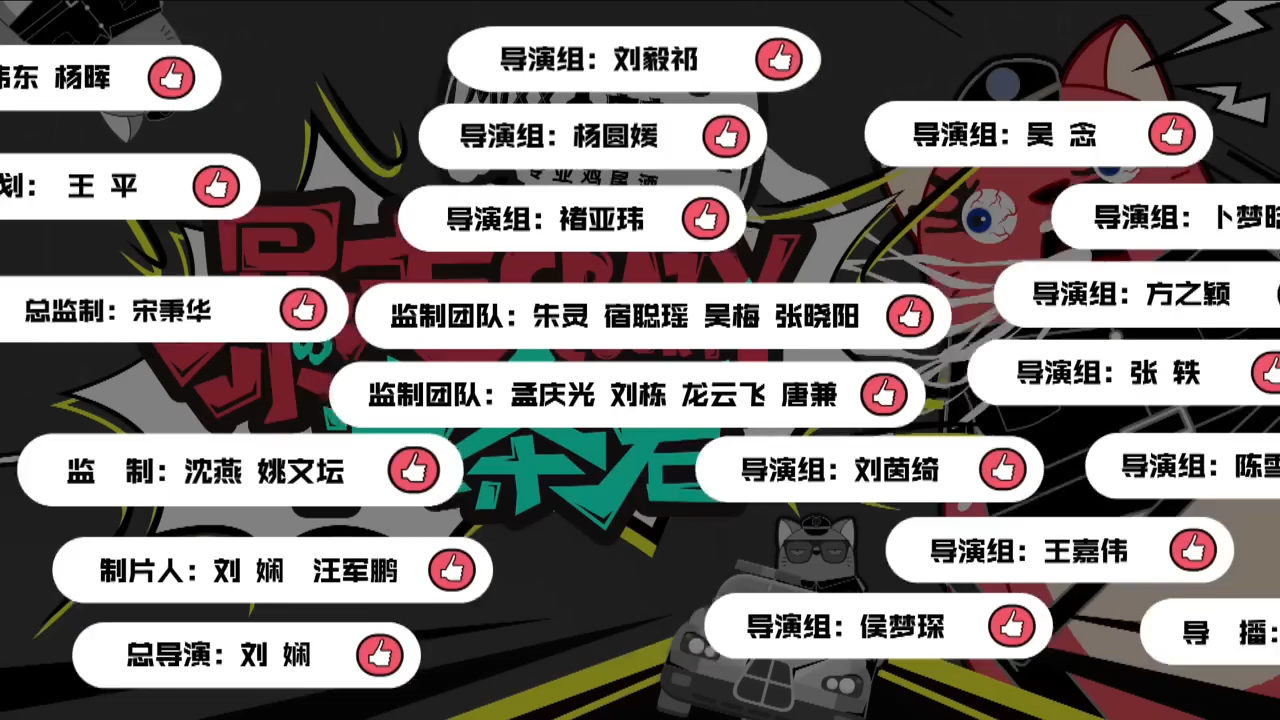 韦东 杨晖
划： 王 平
总监制：宋秉华
监　制：沈燕 姚文坛
制片人：刘 娴　汪军鹏
总导演：刘 娴
导演组：刘毅祁
导演组：杨圆媛
导演组：褚亚玮
监制团队：朱灵 宿聪瑶 吴梅 张晓阳
监制团队：孟庆光 刘栋 龙云飞 唐兼
导演组：刘茵绮
导演组：王嘉伟
导演组：侯梦琛
导演组：吴 念
导演组：卜梦
导演组：方之颖
导演组：张 轶
导演组：陈雪
导　播：
专业鸡尾酒